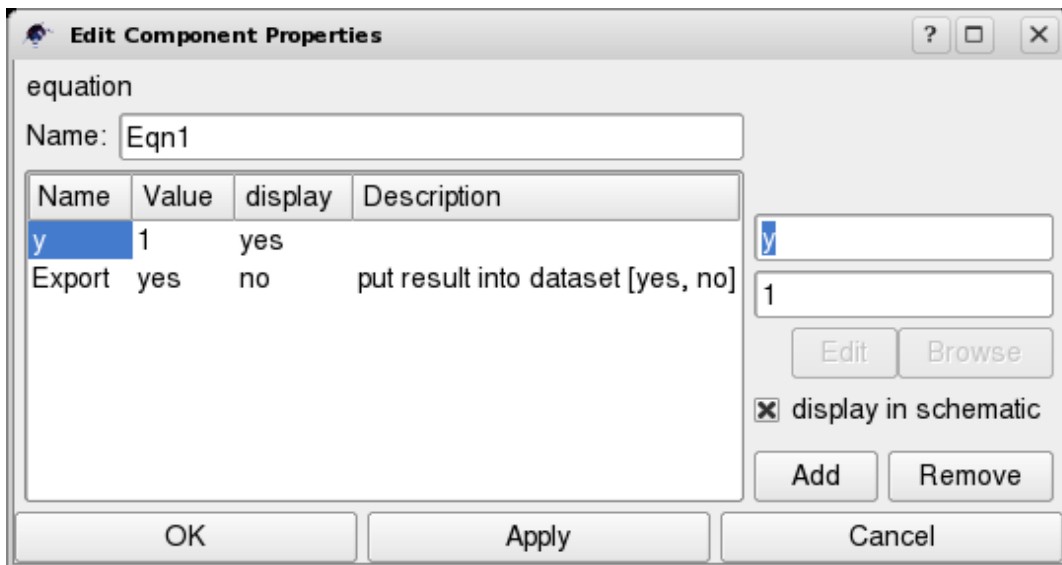 Edit Component Properties ? ×
equation
Name: Eqn1
Name Value display Description
y 1 yes
Export yes no put result into dataset [yes, no]
y
1
Edit Browse
display in schematic
Add Remove
OK Apply Cancel